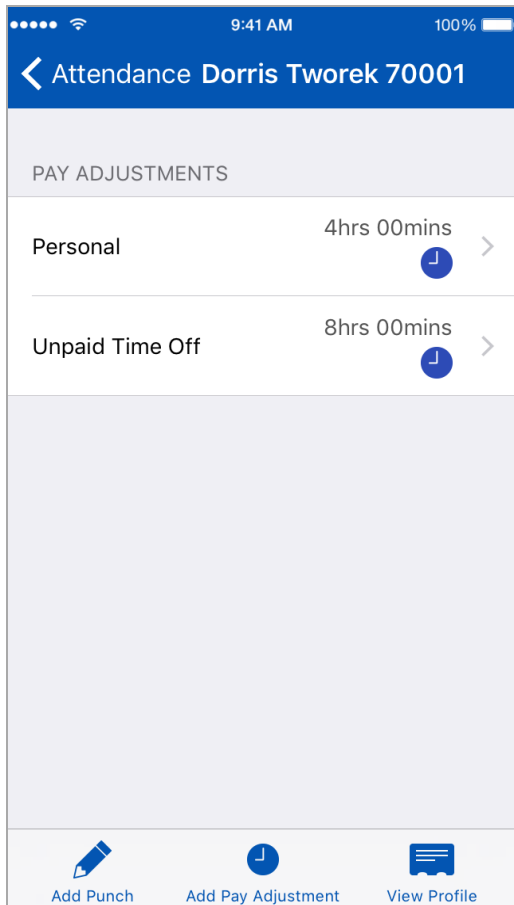 9:41 AM 100%
Attendance Dorris Tworek 70001
PAY ADJUSTMENTS
4hrs 00mins
Personal
8hrs 00mins
Unpaid Time Off
Add Punch Add Pay Adjustment View Profile